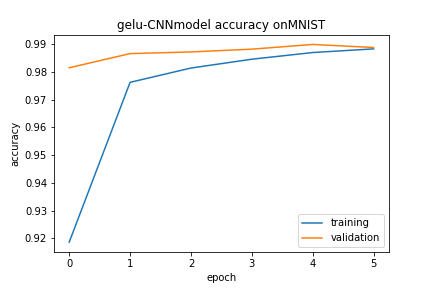 gelu-CNNmodel accuracy onMNIST
accuracy
0.99
0.98
0.97
0.96
0.95
0.94
0.93
0.92
training
validation
0 1 2 3 4 5
epoch